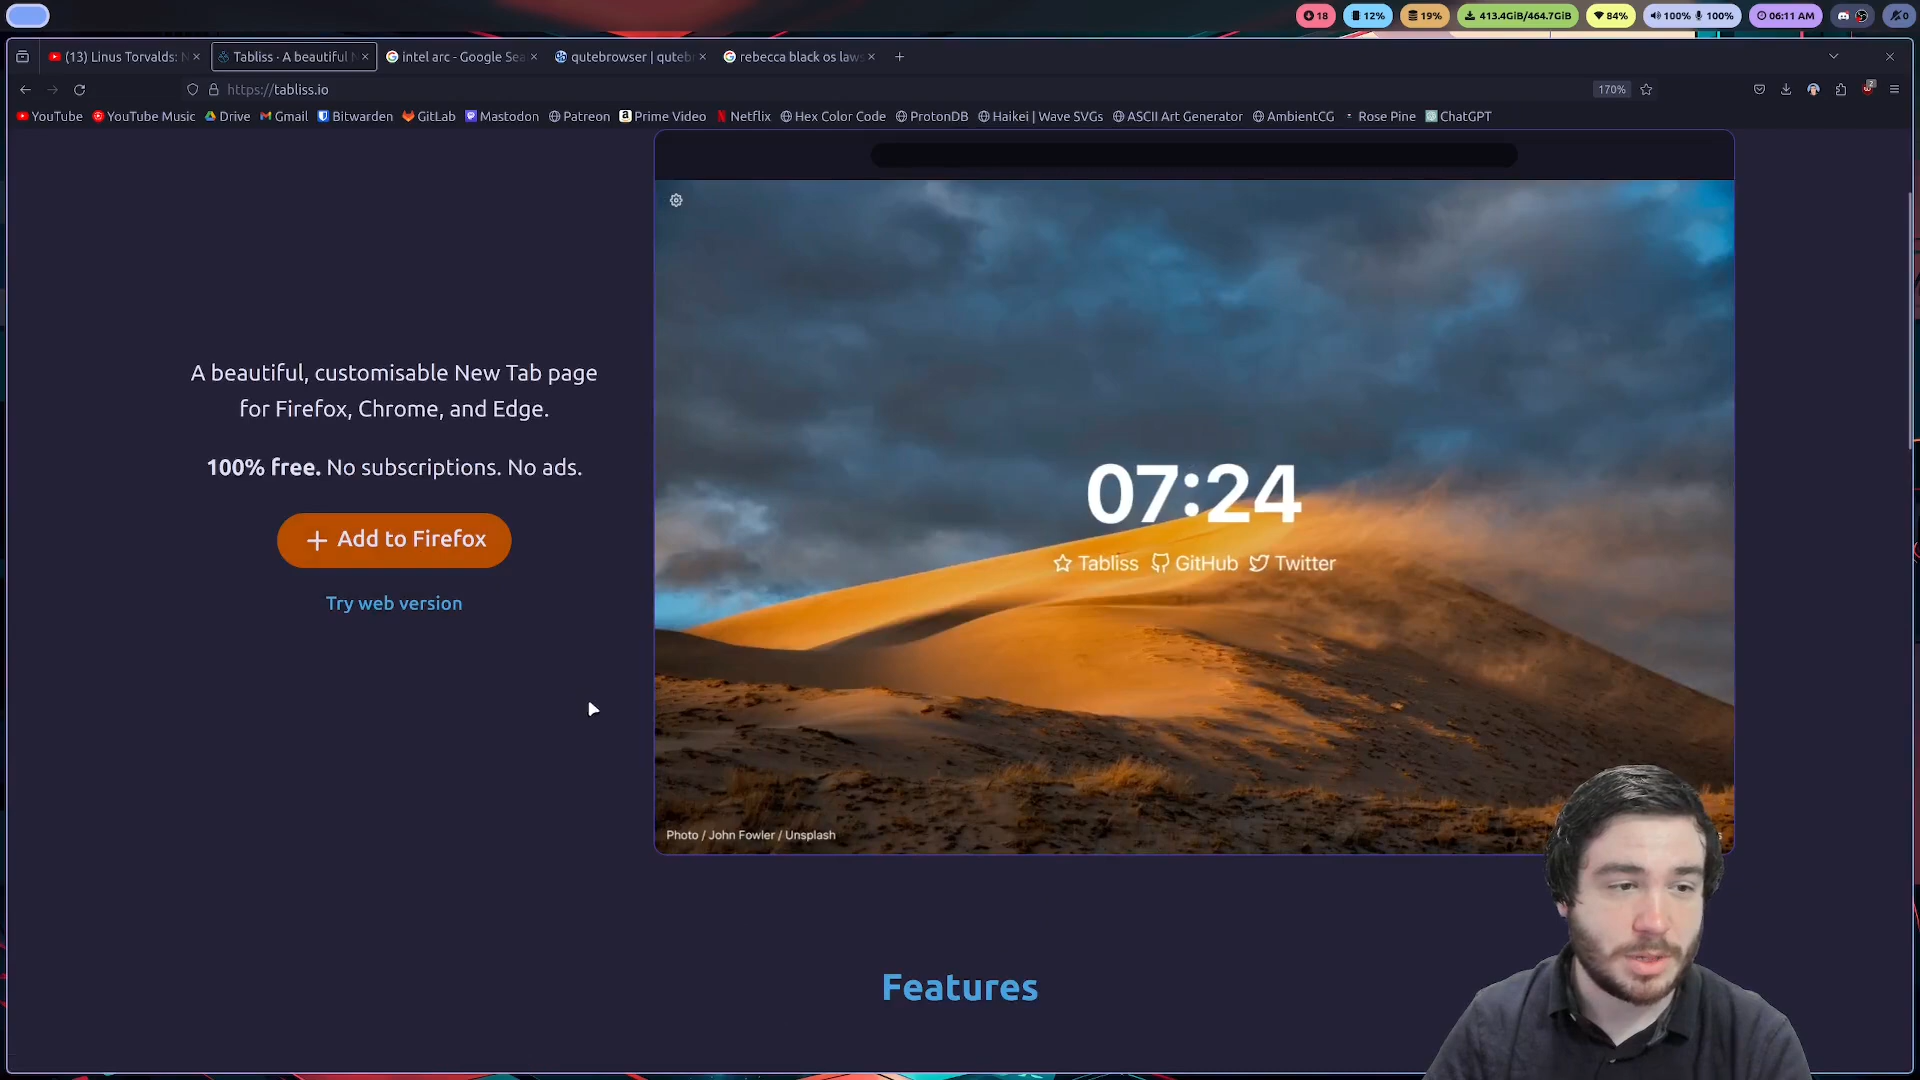 18
12%
19%
413.4GiB/464.7GiB
84%
100% 100%
06:11 AM
0
(13) Linus Torvalds: N
Tabliss · A beautiful
intel arc - Google Sea
qutebrowser | quteb
rebecca black os laws
https://tabliss.io
170%
2
YouTube
YouTube Music
Drive
Gmail
Bitwarden
GitLab
Mastodon
Patreon
Prime Video
Netflix
Hex Color Code
ProtonDB
Haikei | Wave SVGs
ASCII Art Generator
AmbientCG
Rose Pine
ChatGPT
A beautiful, customisable New Tab page
for Firefox, Chrome, and Edge.
100% free. No subscriptions. No ads.
+ Add to Firefox
Try web version
07:24
Tabliss GitHub Twitter
Photo / John Fowler / Unsplash
Features